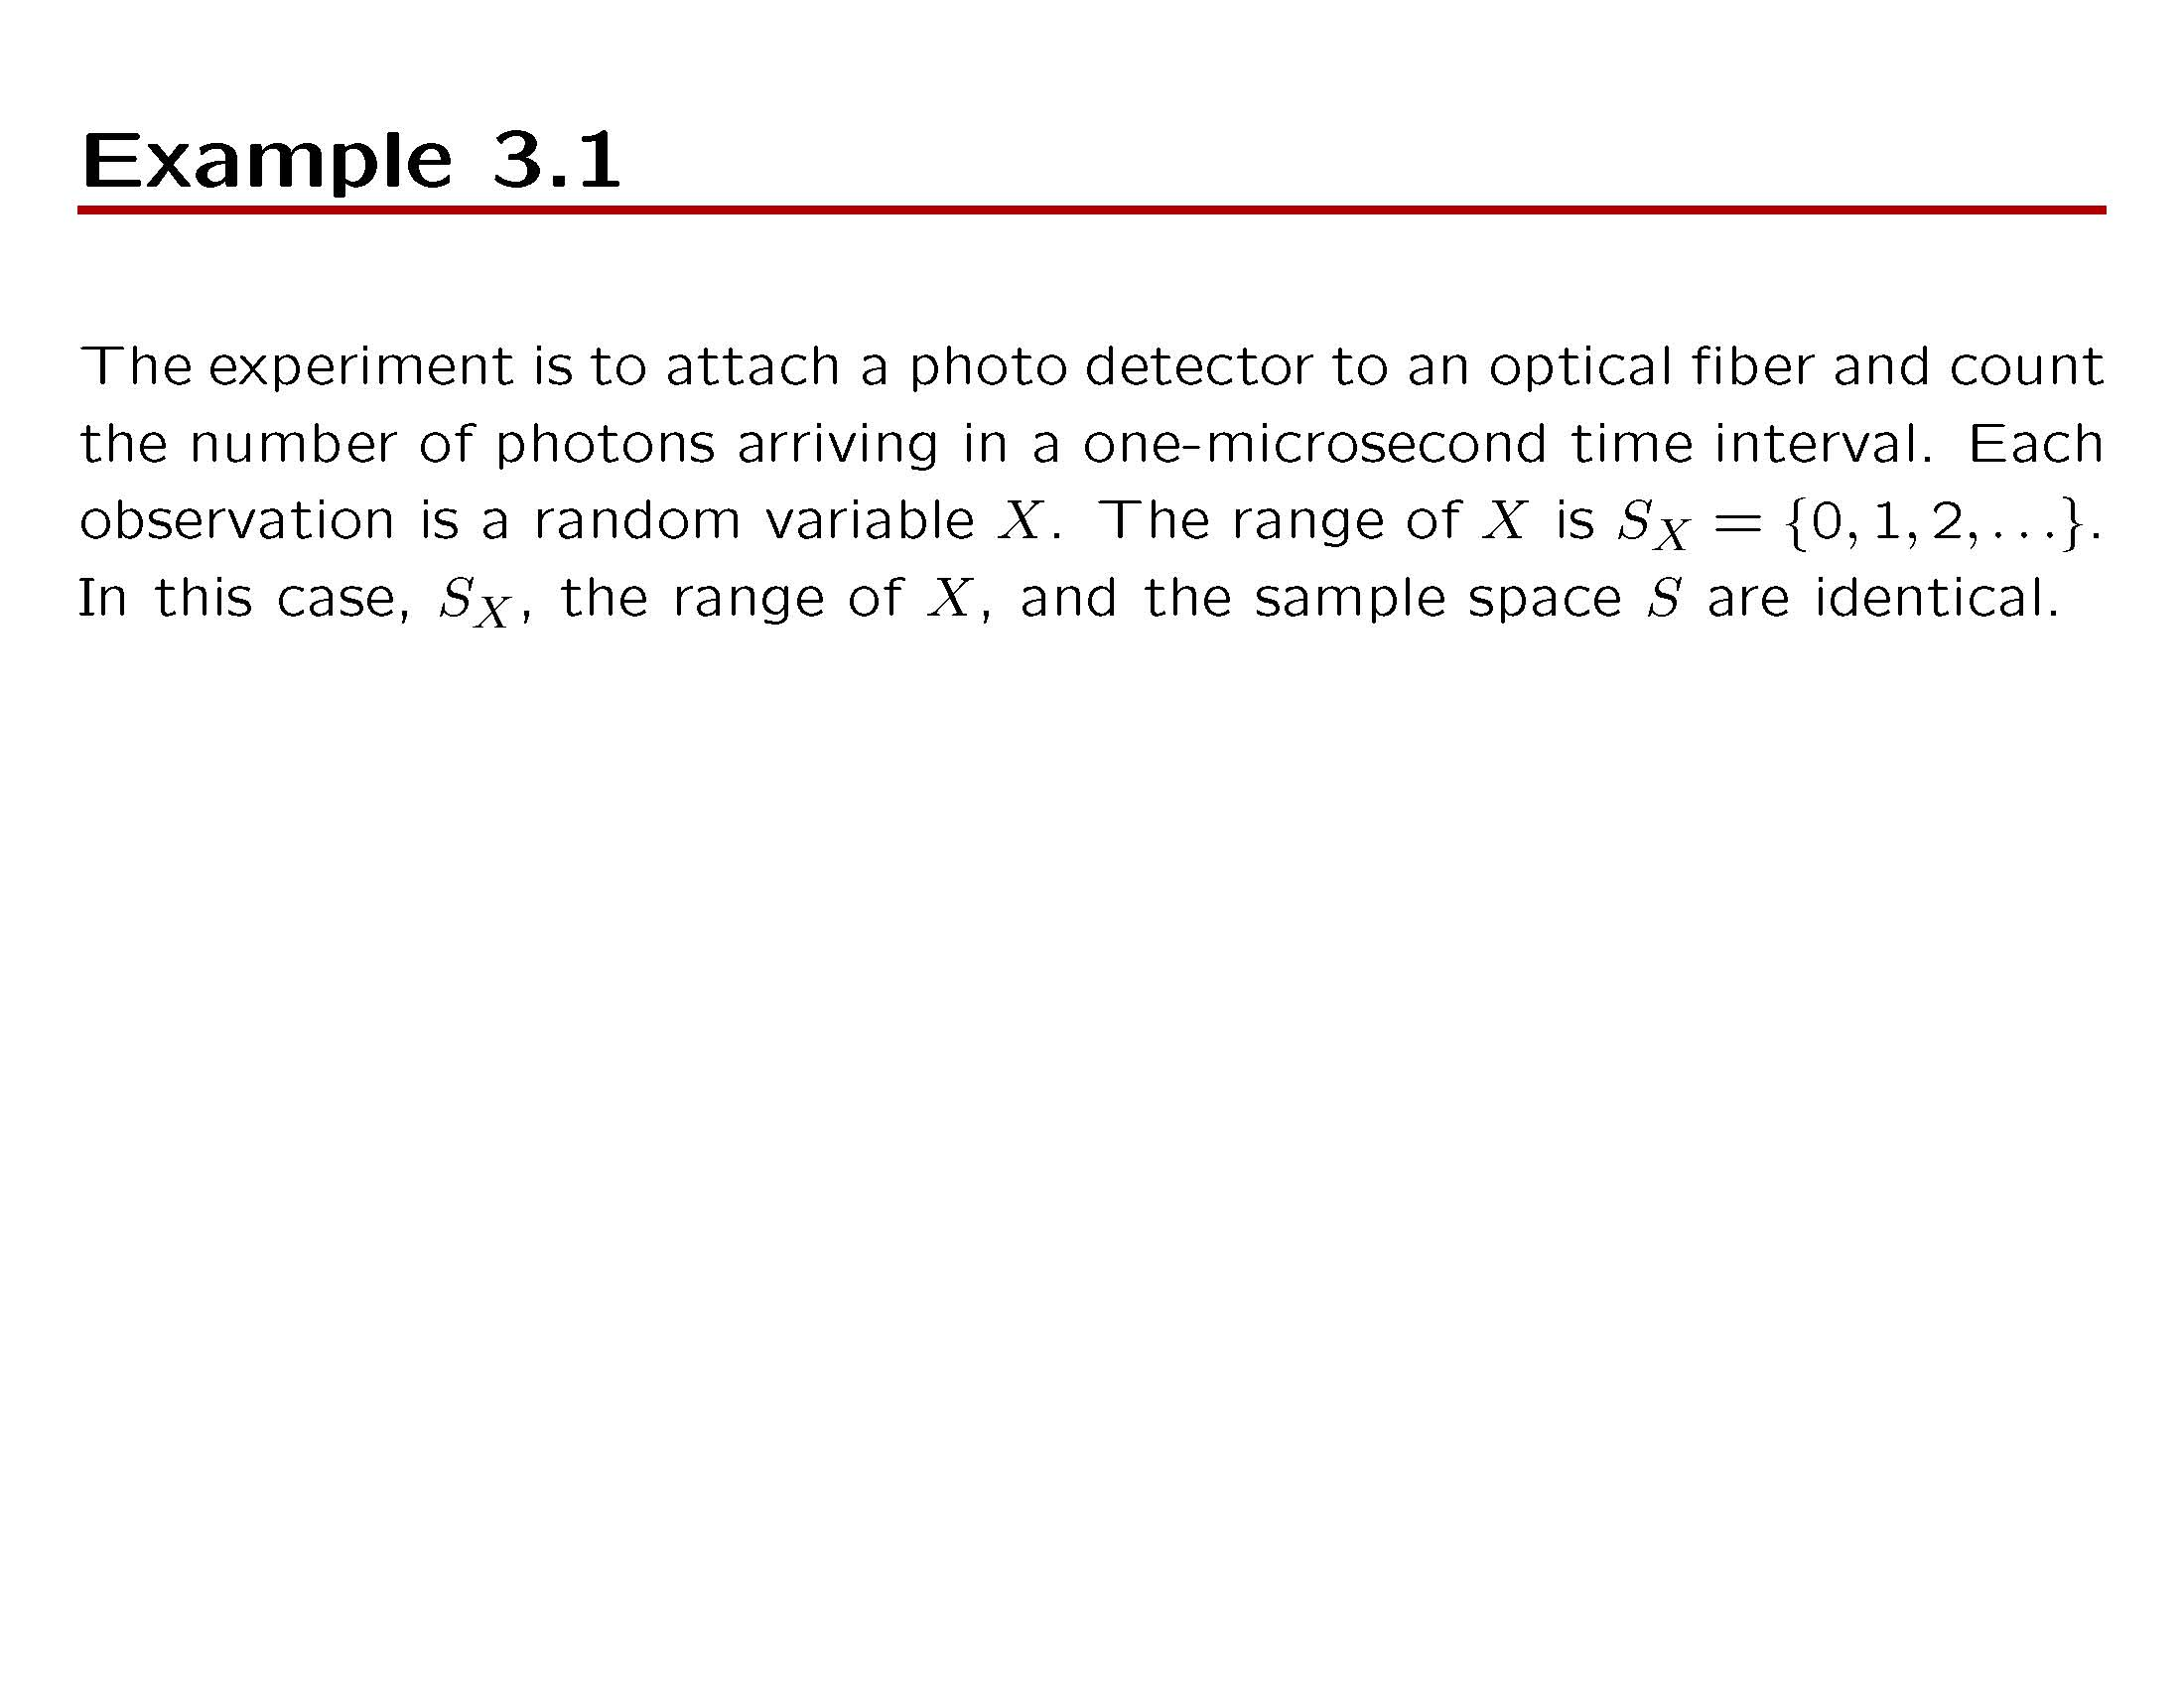 Example 3.1
The experiment is to attach a photo detector to an optical fiber and count
the number of photons arriving in a one-microsecond time interval. Each
observation is a random variable X. The range of X is S_X = {0, 1, 2, . . .}.
In this case, S_X, the range of X, and the sample space S are identical.